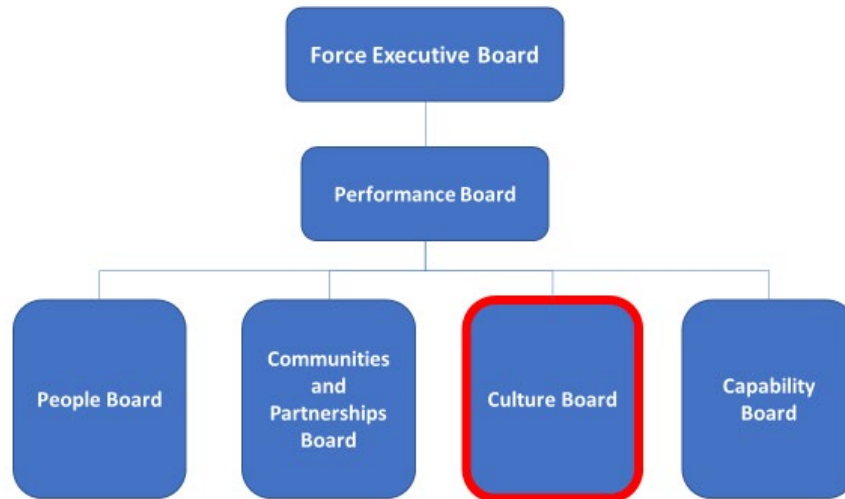 Force Executive Board
Performance Board
People Board
Communities
and
Partnerships
Board
Culture Board
Capability
Board